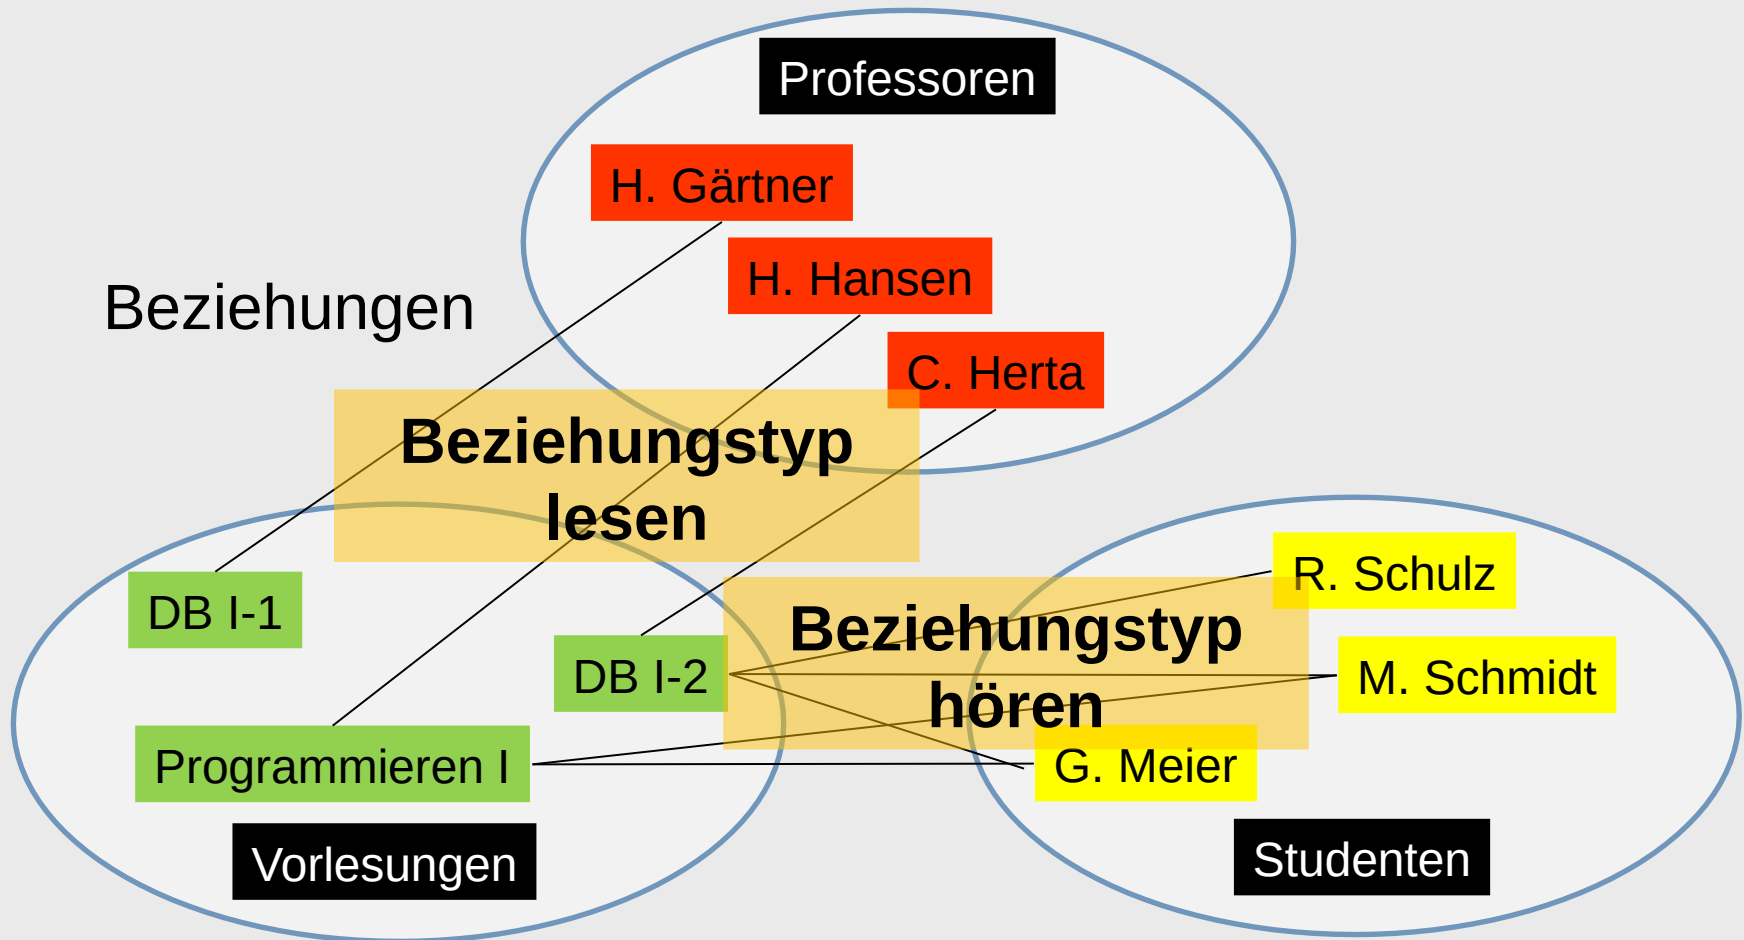 Professoren
H. Gärtner
H. Hansen
Beziehungen
C. Herta
Beziehungstyp
lesen
R. Schulz
DB I-1
Beziehungstyp
hören
DB I-2
M. Schmidt
Programmieren I
G. Meier
Vorlesungen
Studenten